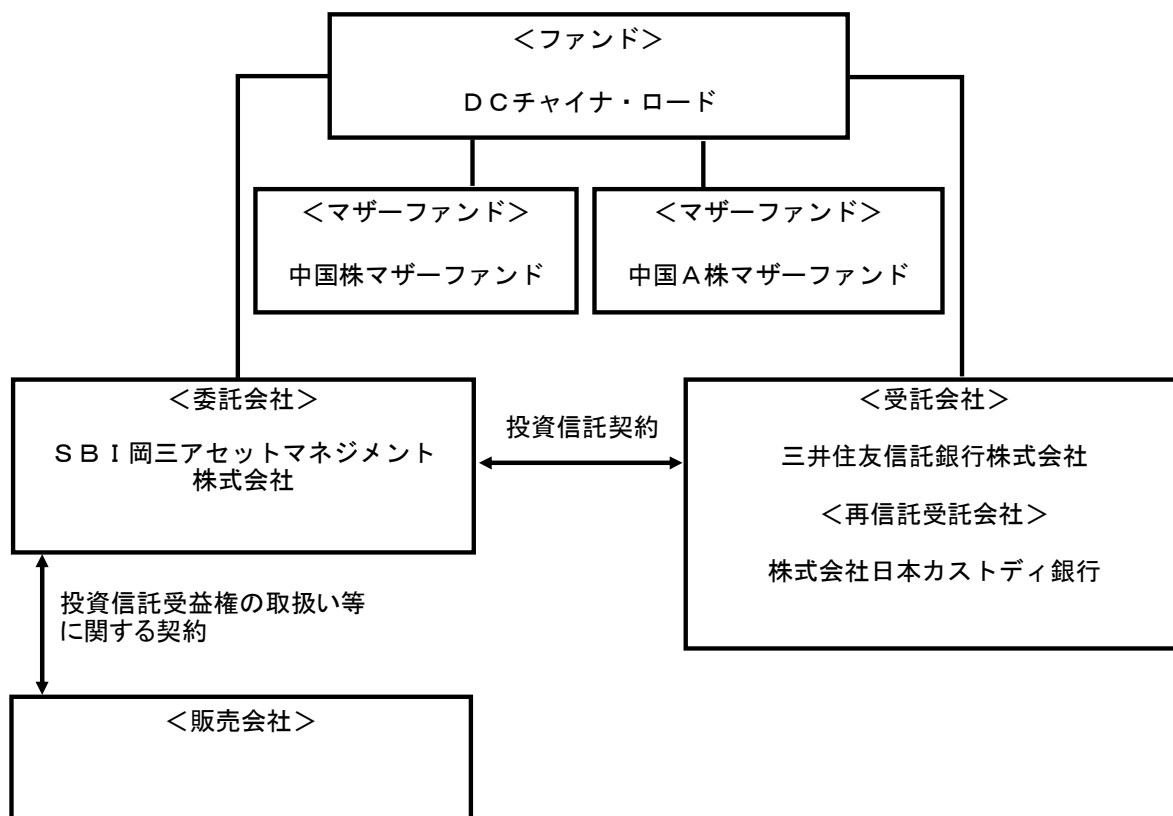 ＜ファンド＞
ＤＣチャイナ・ロード
＜マザーファンド＞
中国株マザーファンド
＜マザーファンド＞
中国Ａ株マザーファンド
＜委託会社＞
ＳＢＩ岡三アセットマネジメント
株式会社
投資信託契約
＜受託会社＞
三井住友信託銀行株式会社
＜再信託受託会社＞
株式会社日本カストディ銀行
投資信託受益権の取扱い等
に関する契約
＜販売会社＞